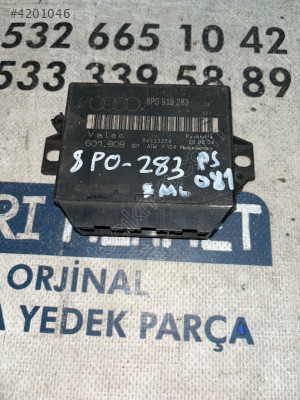 #4201046
532 665 10 42
533 339 58 89
8P0 919 283
Valeo
601.808
8P0-283 PS
SML 081
ORJİNAL
YEDEK PARÇA